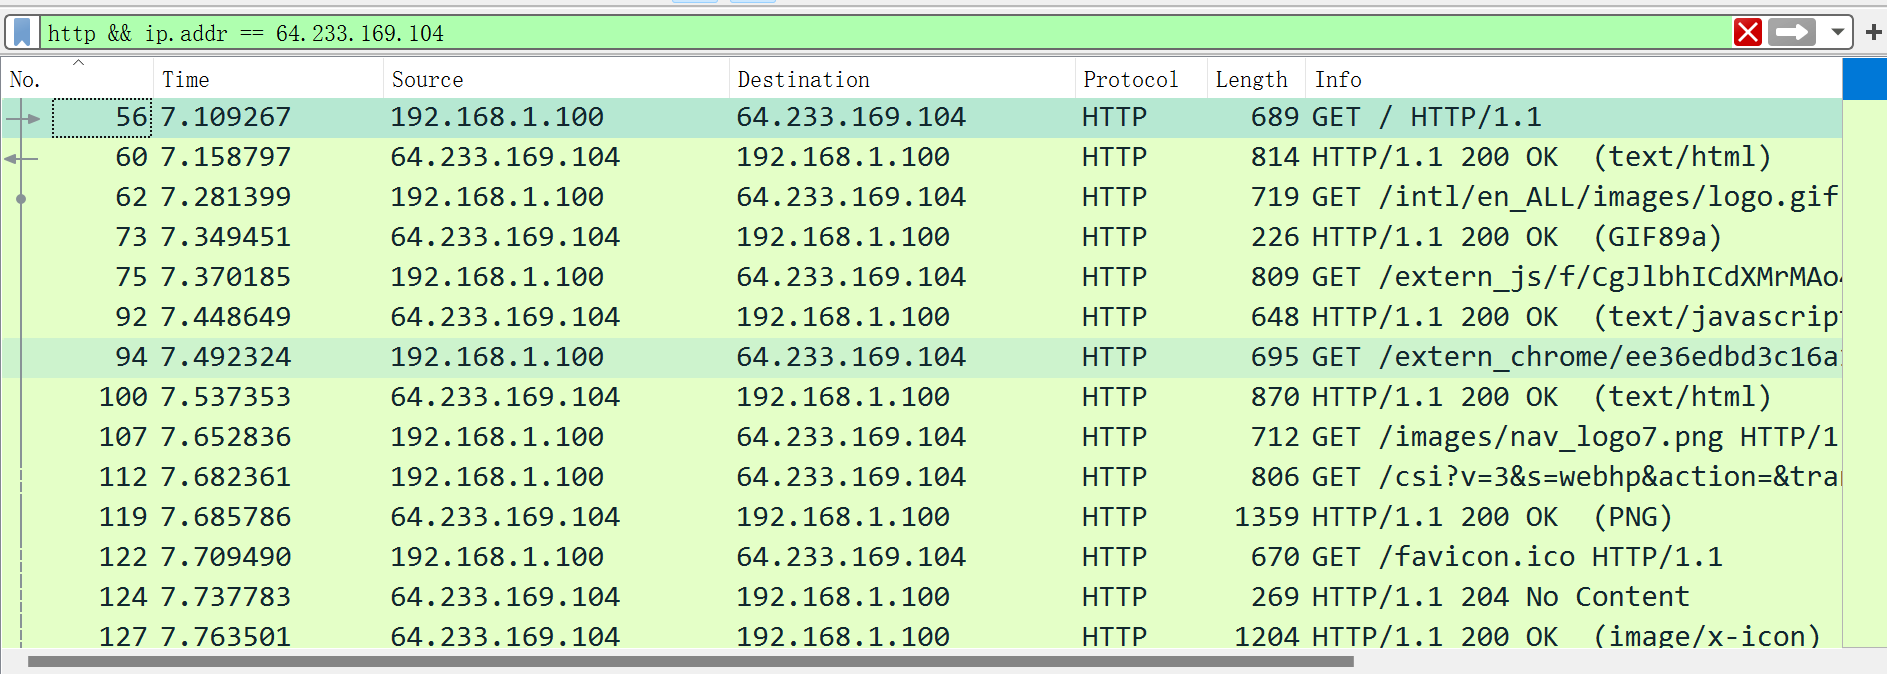 http && ip.addr == 64.233.169.104
No. Time Source Destination Protocol Length Info
56 7.109267 192.168.1.100 64.233.169.104 HTTP 689 GET / HTTP/1.1
60 7.158797 64.233.169.104 192.168.1.100 HTTP 814 HTTP/1.1 200 OK (text/html)
62 7.281399 192.168.1.100 64.233.169.104 HTTP 719 GET /intl/en_ALL/images/logo.gif
73 7.349451 64.233.169.104 192.168.1.100 HTTP 226 HTTP/1.1 200 OK (GIF89a)
75 7.370185 192.168.1.100 64.233.169.104 HTTP 809 GET /extern_js/f/CgJlbhICdXMrMAo4
92 7.448649 64.233.169.104 192.168.1.100 HTTP 648 HTTP/1.1 200 OK (text/javascript
94 7.492324 192.168.1.100 64.233.169.104 HTTP 695 GET /extern_chrome/ee36edbd3c16a
100 7.537353 64.233.169.104 192.168.1.100 HTTP 870 HTTP/1.1 200 OK (text/html)
107 7.652836 192.168.1.100 64.233.169.104 HTTP 712 GET /images/nav_logo7.png HTTP/1
112 7.682361 192.168.1.100 64.233.169.104 HTTP 806 GET /csi?v=3&s=webhp&action=&tran
119 7.685786 64.233.169.104 192.168.1.100 HTTP 1359 HTTP/1.1 200 OK (PNG)
122 7.709490 192.168.1.100 64.233.169.104 HTTP 670 GET /favicon.ico HTTP/1.1
124 7.737783 64.233.169.104 192.168.1.100 HTTP 269 HTTP/1.1 204 No Content
127 7.763501 64.233.169.104 192.168.1.100 HTTP 1204 HTTP/1.1 200 OK (image/x-icon)